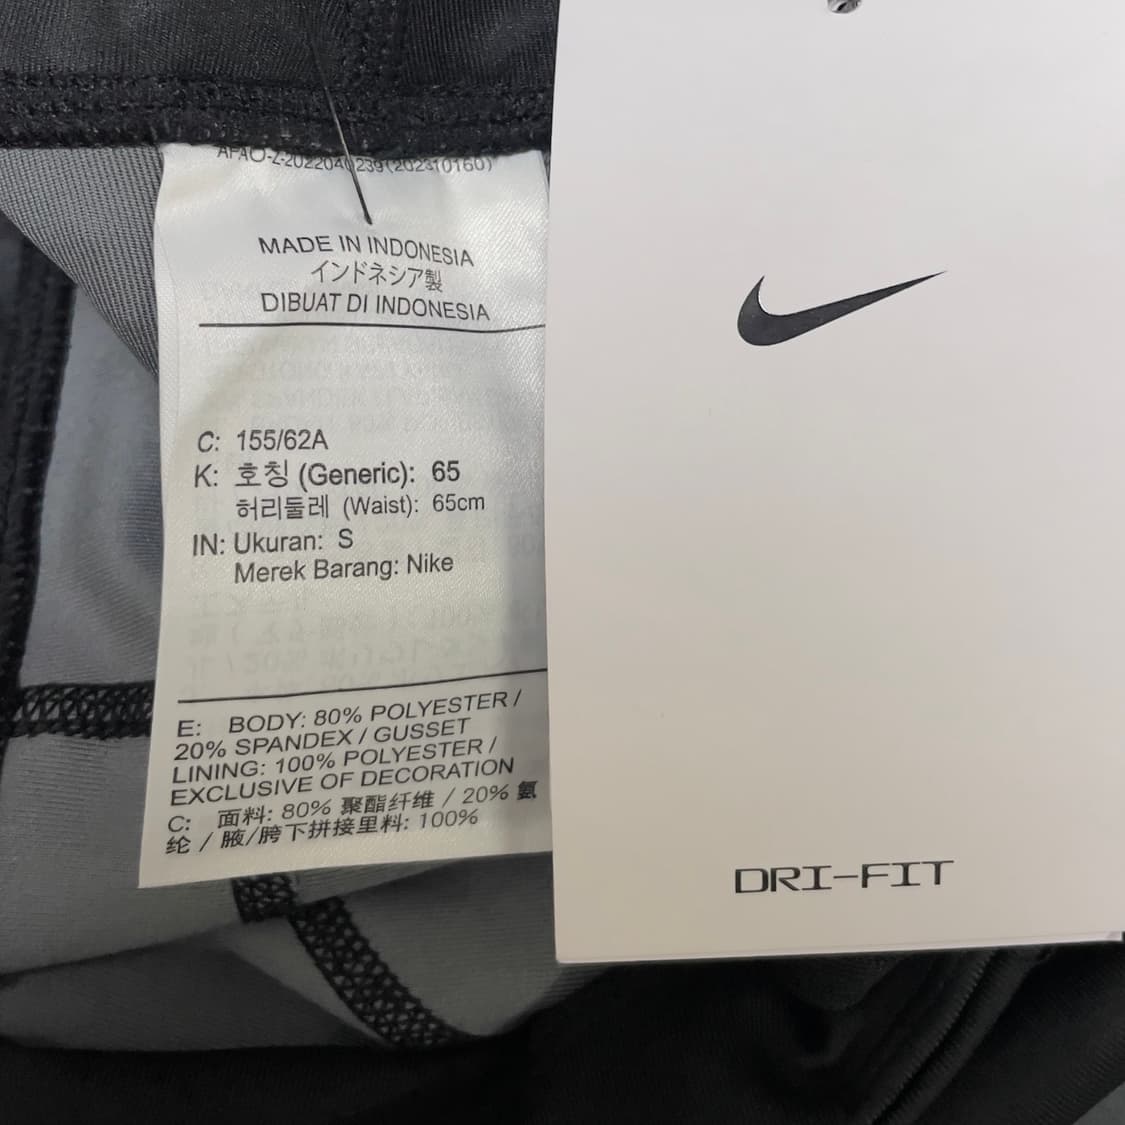 APAO-Z-2022040239(202310160)
MADE IN INDONESIA
インドネシア製
DIBUAT DI INDONESIA
C: 155/62A
K: 호칭 (Generic): 65
허리둘레 (Waist): 65cm
IN: Ukuran: S
Merek Barang: Nike
E: BODY: 80% POLYESTER /
20% SPANDEX / GUSSET
LINING: 100% POLYESTER /
EXCLUSIVE OF DECORATION
C: 面料: 80% 聚酯纤维 / 20% 氨
纶 / 腋/胯下拼接里料: 100%
DRI-FIT